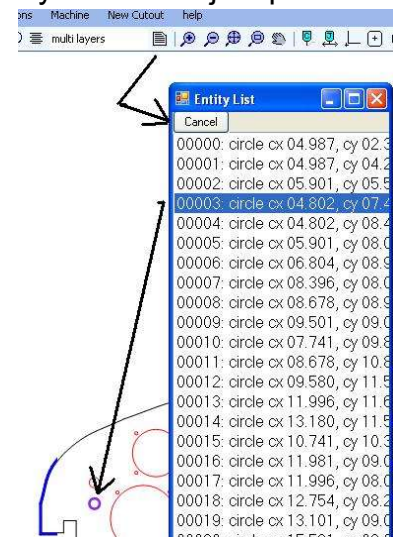 Machine New Cutout help
multi layers
Entity List
Cancel
00000: circle cx 04.987, cy 02.3
00001: circle cx 04.987, cy 04.2
00002: circle cx 05.901, cy 05.5
00003: circle cx 04.802, cy 07.4
00004: circle cx 04.802, cy 08.4
00005: circle cx 05.901, cy 08.0
00006: circle cx 06.804, cy 08.9
00007: circle cx 08.396, cy 08.0
00008: circle cx 08.678, cy 08.9
00009: circle cx 09.501, cy 09.0
00010: circle cx 07.741, cy 09.8
00011: circle cx 08.678, cy 10.8
00012: circle cx 09.580, cy 11.5
00013: circle cx 11.996, cy 11.6
00014: circle cx 13.180, cy 11.5
00015: circle cx 10.741, cy 10.3
00016: circle cx 11.981, cy 09.0
00017: circle cx 11.996, cy 08.0
00018: circle cx 12.754, cy 08.2
00019: circle cx 13.101, cy 09.0